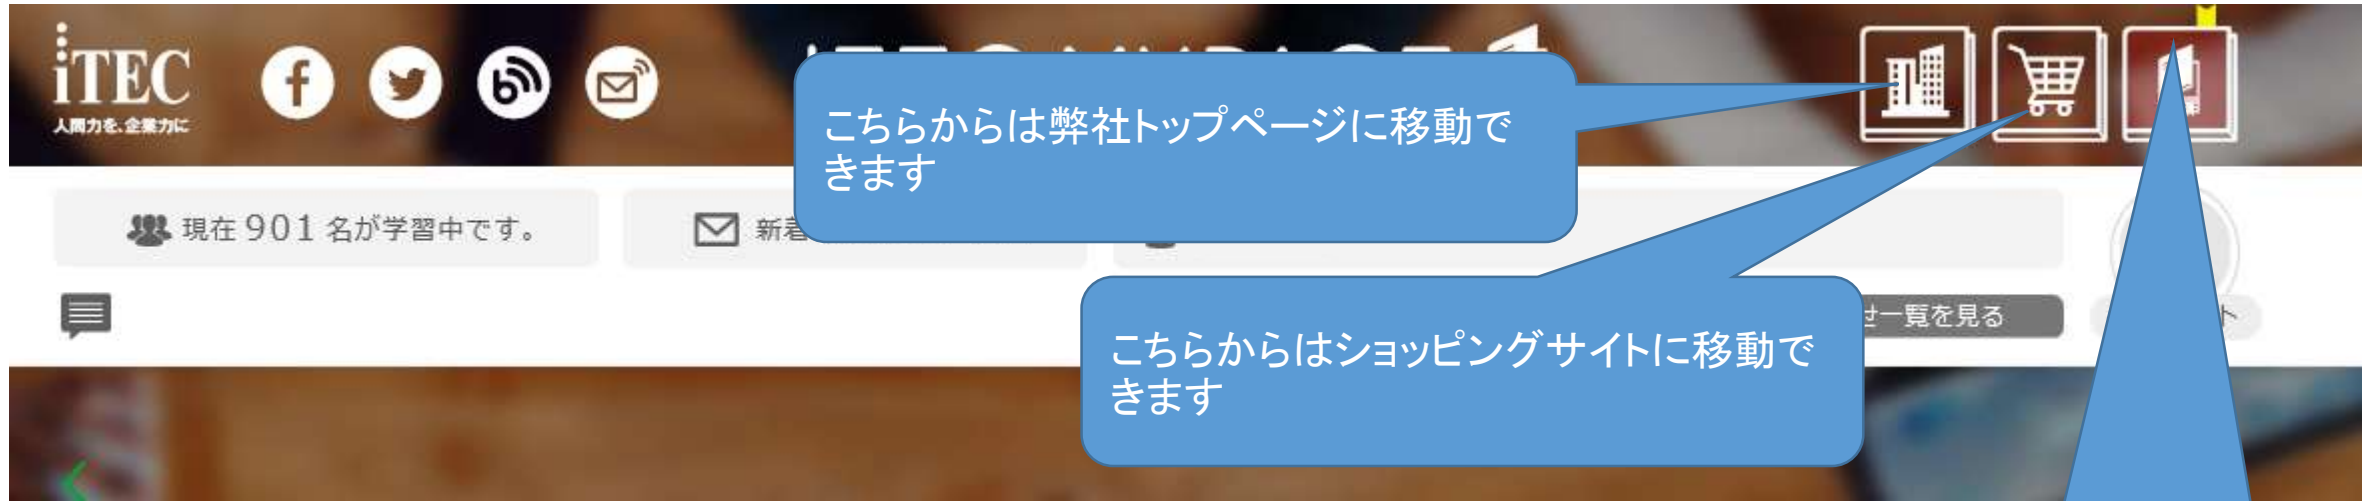 iTEC
人間力を、企業力に
こちらからは弊社トップページに移動で
きます
現在 901 名が学習中です。
新着
こちらからはショッピングサイトに移動で
きます
せ一覧を見る
ト